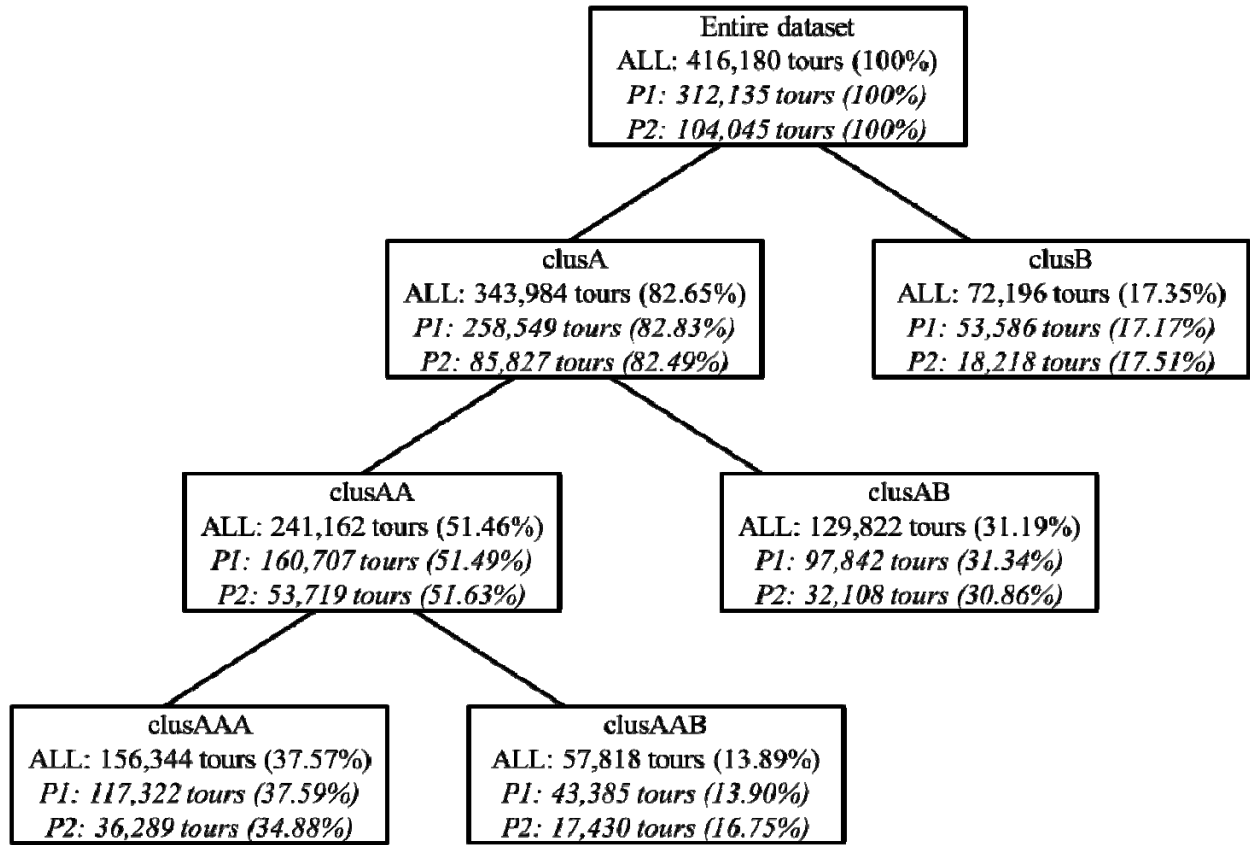 Entire dataset
ALL: 416,180 tours (100%)
P1: 312,135 tours (100%)
P2: 104,045 tours (100%)
clusA
ALL: 343,984 tours (82.65%)
P1: 258,549 tours (82.83%)
P2: 85,827 tours (82.49%)
clusB
ALL: 72,196 tours (17.35%)
P1: 53,586 tours (17.17%)
P2: 18,218 tours (17.51%)
clusAA
ALL: 241,162 tours (51.46%)
P1: 160,707 tours (51.49%)
P2: 53,719 tours (51.63%)
clusAB
ALL: 129,822 tours (31.19%)
P1: 97,842 tours (31.34%)
P2: 32,108 tours (30.86%)
clusAAA
ALL: 156,344 tours (37.57%)
P1: 117,322 tours (37.59%)
P2: 36,289 tours (34.88%)
clusAAB
ALL: 57,818 tours (13.89%)
P1: 43,385 tours (13.90%)
P2: 17,430 tours (16.75%)